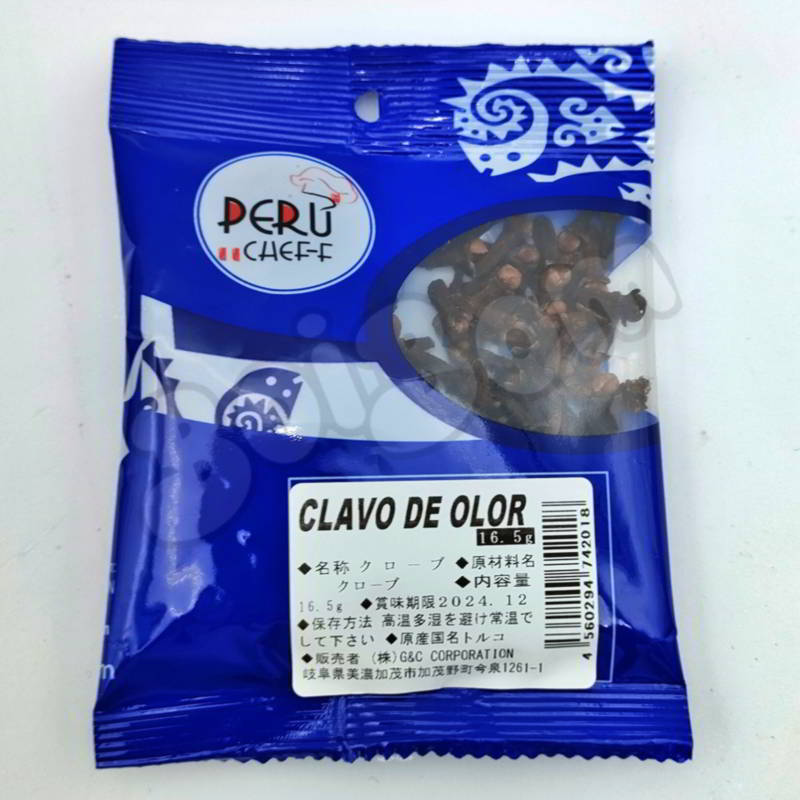 PERU
CHEF-F
CLAVO DE OLOR
16.5g
◆名称 クローブ ◆原材料名
クローブ ◆内容量
16.5g ◆賞味期限2024.12
◆保存方法 高温多湿を避け常温で
して下さい ◆原産国名トルコ
◆販売者 (株)G&C CORPORATION
岐阜県美濃加茂市加茂野町今泉1261-1
4 560294 742018
m